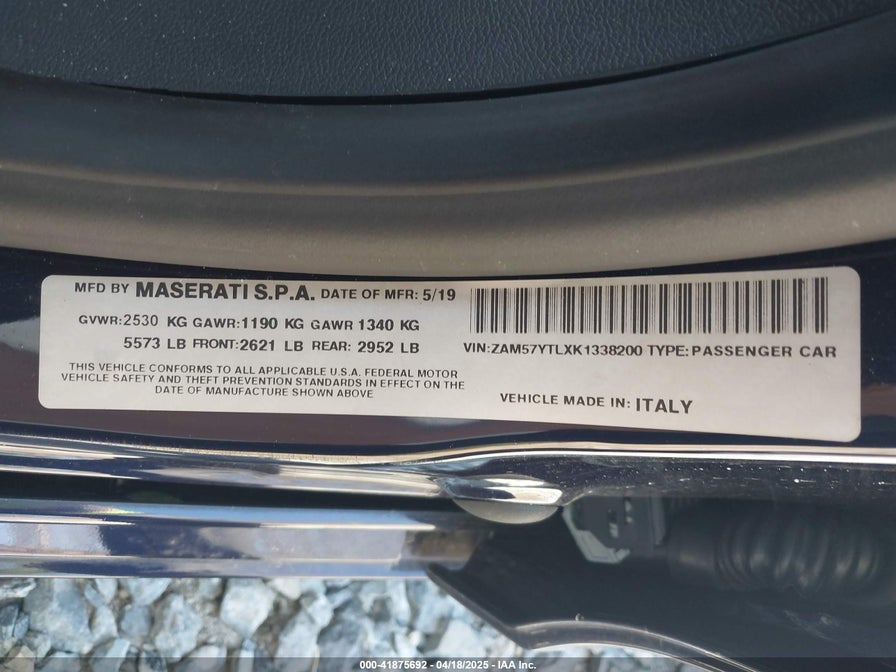 MFD BY MASERATI S.P.A. DATE OF MFR: 5/19
GVWR:2530 KG GAWR:1190 KG GAWR 1340 KG
5573 LB FRONT:2621 LB REAR: 2952 LB
THIS VEHICLE CONFORMS TO ALL APPLICABLE U.S.A. FEDERAL MOTOR
VEHICLE SAFETY AND THEFT PREVENTION STANDARDS IN EFFECT ON THE
DATE OF MANUFACTURE SHOWN ABOVE
VIN:ZAM57YTLXK1338200 TYPE:PASSENGER CAR
VEHICLE MADE IN: ITALY
000-41875692 - 04/18/2025 - IAA Inc.